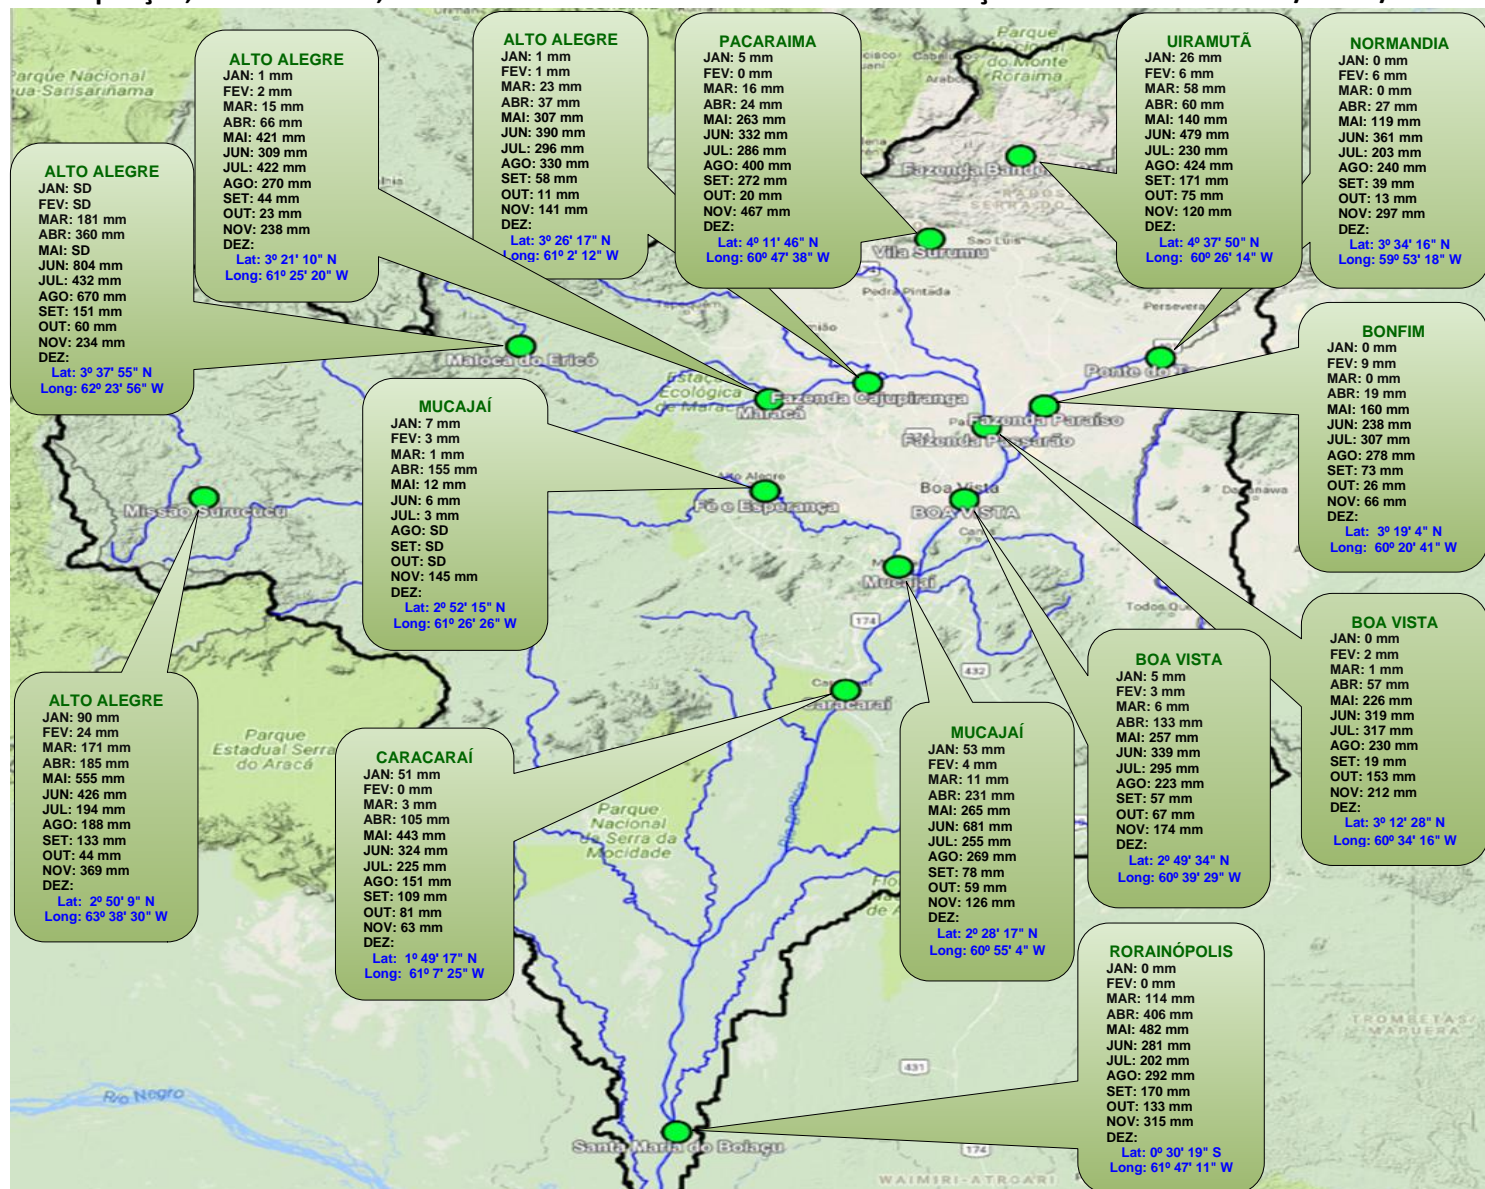 ALTO ALEGRE
JAN: 1 mm
FEV: 2 mm
MAR: 15 mm
ABR: 66 mm
MAI: 421 mm
JUN: 309 mm
JUL: 422 mm
AGO: 270 mm
SET: 44 mm
OUT: 23 mm
NOV: 238 mm
DEZ:
Lat: 3º 21' 10" N
Long: 61º 25' 20" W
ALTO ALEGRE
JAN: 1 mm
FEV: 1 mm
MAR: 23 mm
ABR: 37 mm
MAI: 307 mm
JUN: 390 mm
JUL: 296 mm
AGO: 330 mm
SET: 58 mm
OUT: 11 mm
NOV: 141 mm
DEZ:
Lat: 3º 26' 17" N
Long: 61º 2' 12" W
PACARAIMA
JAN: 5 mm
FEV: 0 mm
MAR: 16 mm
ABR: 24 mm
MAI: 263 mm
JUN: 332 mm
JUL: 286 mm
AGO: 400 mm
SET: 272 mm
OUT: 20 mm
NOV: 467 mm
DEZ:
Lat: 4º 11' 46" N
Long: 60º 47' 38" W
UIRAMUTÃ
JAN: 26 mm
FEV: 6 mm
MAR: 58 mm
ABR: 60 mm
MAI: 140 mm
JUN: 479 mm
JUL: 230 mm
AGO: 424 mm
SET: 171 mm
OUT: 75 mm
NOV: 120 mm
DEZ:
Lat: 4º 37' 50" N
Long: 60º 26' 14" W
NORMANDIA
JAN: 0 mm
FEV: 6 mm
MAR: 0 mm
ABR: 27 mm
MAI: 119 mm
JUN: 361 mm
JUL: 203 mm
AGO: 240 mm
SET: 39 mm
OUT: 13 mm
NOV: 297 mm
DEZ:
Lat: 3º 34' 16" N
Long: 59º 53' 18" W
ALTO ALEGRE
JAN: SD
FEV: SD
MAR: 181 mm
ABR: 360 mm
MAI: SD
JUN: 804 mm
JUL: 432 mm
AGO: 670 mm
SET: 151 mm
OUT: 60 mm
NOV: 234 mm
DEZ:
Lat: 3º 37' 55" N
Long: 62º 23' 56" W
BONFIM
JAN: 0 mm
FEV: 9 mm
MAR: 0 mm
ABR: 19 mm
MAI: 160 mm
JUN: 238 mm
JUL: 307 mm
AGO: 278 mm
SET: 73 mm
OUT: 26 mm
NOV: 66 mm
DEZ:
Lat: 3º 19' 4" N
Long: 60º 20' 41" W
MUCAJAÍ
JAN: 7 mm
FEV: 3 mm
MAR: 1 mm
ABR: 155 mm
MAI: 12 mm
JUN: 6 mm
JUL: 3 mm
AGO: SD
SET: SD
OUT: SD
NOV: 145 mm
DEZ:
Lat: 2º 52' 15" N
Long: 61º 26' 26" W
BOA VISTA
JAN: 0 mm
FEV: 2 mm
MAR: 1 mm
ABR: 57 mm
MAI: 226 mm
JUN: 319 mm
JUL: 317 mm
AGO: 230 mm
SET: 19 mm
OUT: 153 mm
NOV: 212 mm
DEZ:
Lat: 3º 12' 28" N
Long: 60º 34' 16" W
BOA VISTA
JAN: 5 mm
FEV: 3 mm
MAR: 6 mm
ABR: 133 mm
MAI: 257 mm
JUN: 339 mm
JUL: 295 mm
AGO: 223 mm
SET: 57 mm
OUT: 67 mm
NOV: 174 mm
DEZ:
Lat: 2º 49' 34" N
Long: 60º 39' 29" W
ALTO ALEGRE
JAN: 90 mm
FEV: 24 mm
MAR: 171 mm
ABR: 185 mm
MAI: 555 mm
JUN: 426 mm
JUL: 194 mm
AGO: 188 mm
SET: 133 mm
OUT: 44 mm
NOV: 369 mm
DEZ:
Lat: 2º 50' 9" N
Long: 63º 38' 30" W
CARACARAÍ
JAN: 51 mm
FEV: 0 mm
MAR: 3 mm
ABR: 105 mm
MAI: 443 mm
JUN: 324 mm
JUL: 225 mm
AGO: 151 mm
SET: 109 mm
OUT: 81 mm
NOV: 63 mm
DEZ:
Lat: 1º 49' 17" N
Long: 61º 7' 25" W
MUCAJAÍ
JAN: 53 mm
FEV: 4 mm
MAR: 11 mm
ABR: 231 mm
MAI: 265 mm
JUN: 681 mm
JUL: 255 mm
AGO: 269 mm
SET: 78 mm
OUT: 59 mm
NOV: 126 mm
DEZ:
Lat: 2º 28' 17" N
Long: 60º 55' 4" W
RORAINÓPOLIS
JAN: 0 mm
FEV: 0 mm
MAR: 114 mm
ABR: 406 mm
MAI: 482 mm
JUN: 281 mm
JUL: 202 mm
AGO: 292 mm
SET: 170 mm
OUT: 133 mm
NOV: 315 mm
DEZ:
Lat: 0º 30' 19" S
Long: 61º 47' 11" W
Parque Nacional
Parque
do Monte
Roraima
Vila Surumu
São Luis
Pedra Pintada
Maloca do Ericó
Maracá
Fazenda Cajupiranga
Fazenda Paraíso
Fazenda Passarão
Missão Surucucu
Alto Alegre
Fé e Esperança
Boa Vista
BOA VISTA
Mucajaí
174
432
Caracaraí
Parque
Estadual Serra
do Aracá
Parque
Nacional
da Serra da
Mocidade
Rio Branco
TROMBETAS/
MAPUERA
431
Rio Negro
Santa Maria do Boiaçu
174
WAIMIRI-ATROARI